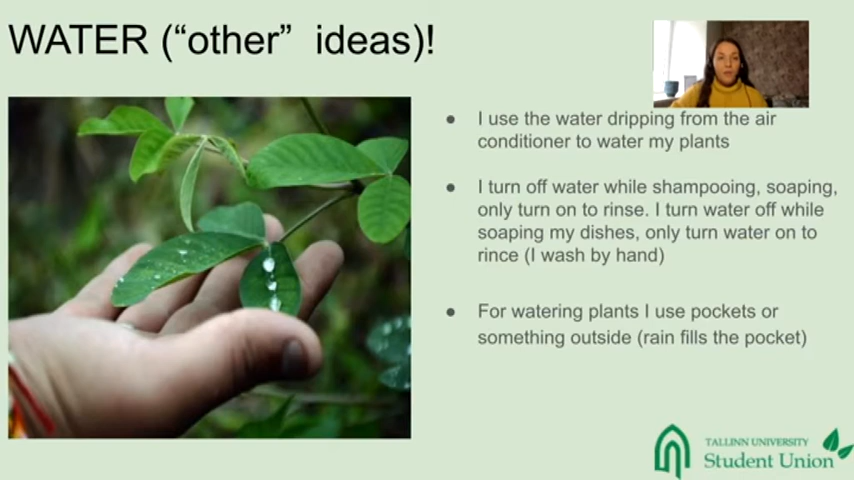 WATER (“other” ideas)!
I use the water dripping from the air
conditioner to water my plants
I turn off water while shampooing, soaping,
only turn on to rinse. I turn water off while
soaping my dishes, only turn water on to
rince (I wash by hand)
For watering plants I use pockets or
something outside (rain fills the pocket)
TALLINN UNIVERSITY
Student Union